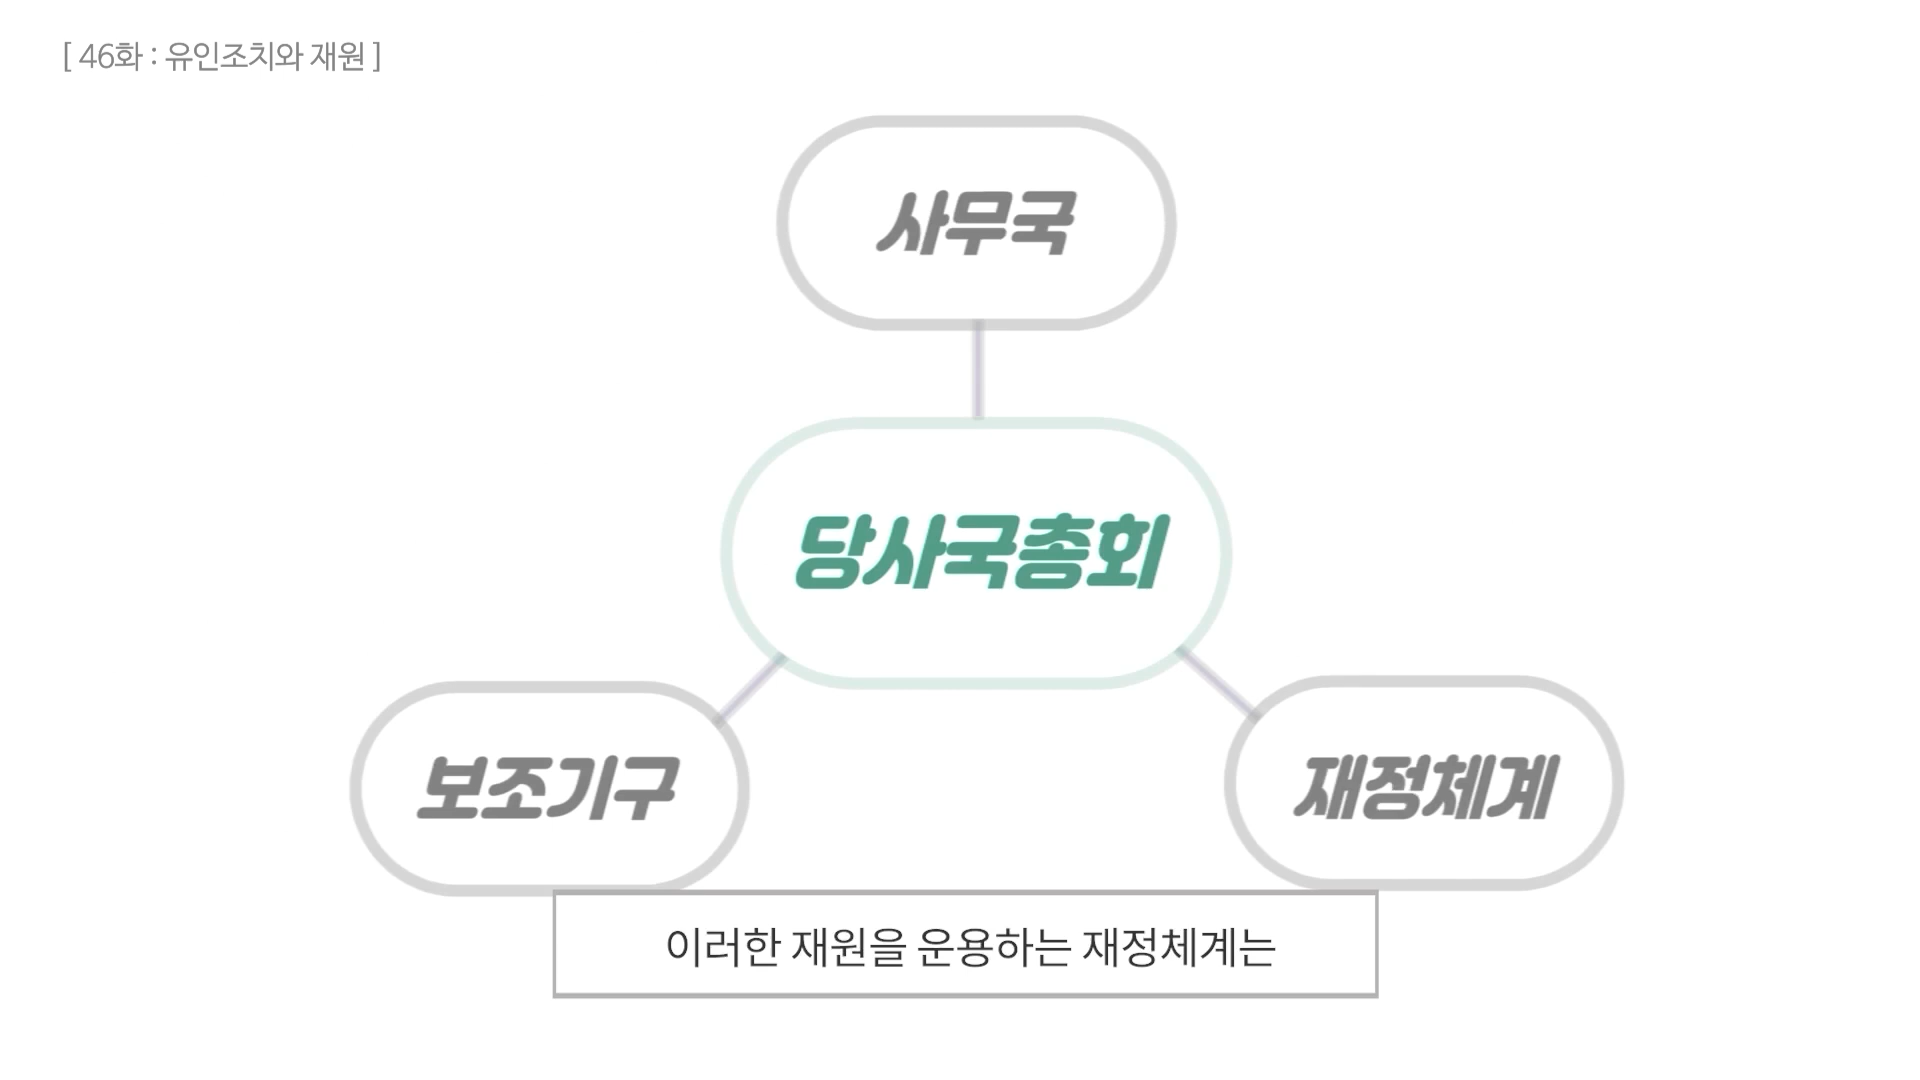 [ 46화 : 유인조치와 재원 ]
사무국
당사국총회
보조기구
재정체계
이러한 재원을 운용하는 재정체계는